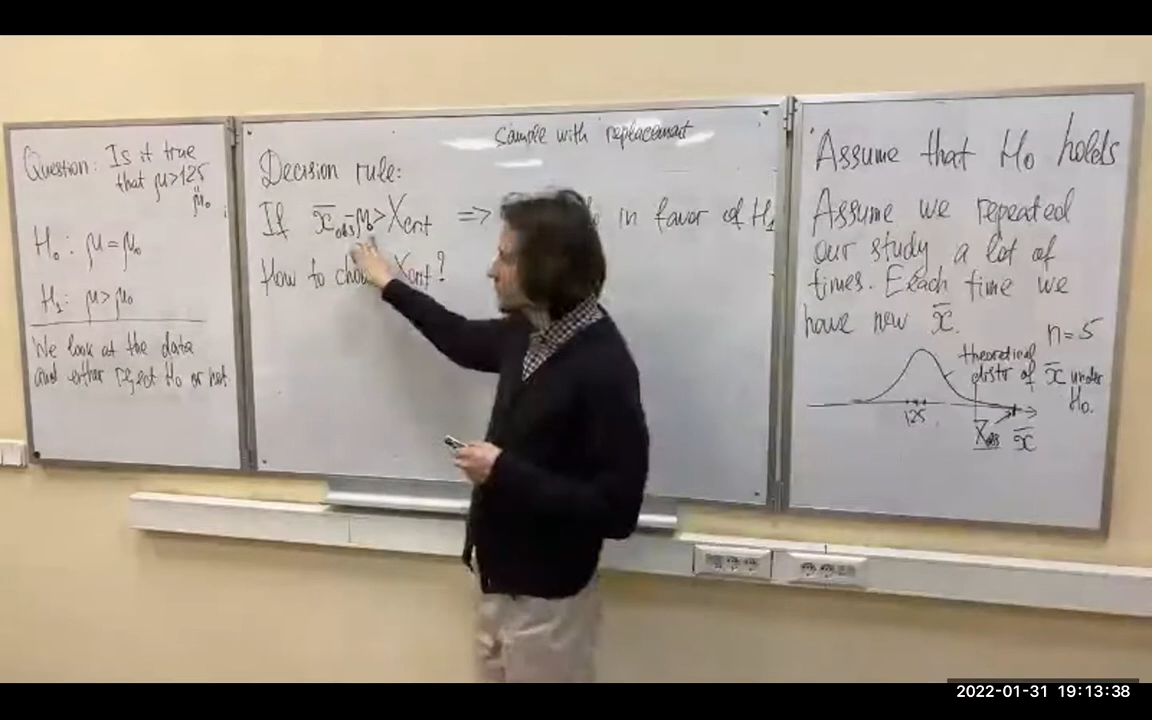 Question: Is it true
that μ>125
"
μ₀
H₀: μ=μ₀
H₁: μ>μ₀
We look at the data
and either reject H₀ or not.
Sample with replacement
Decision rule:
If x̄obs-μ₀>Xcrit ⇒ in favor of H₁
How to Xcrit?
Assume that H₀ holds
Assume we repeated
our study a lot of
times. Each time we
have new x̄.
n=5
theoretical
distr of x̄ under
H₀.
125
Xobs x̄
2022-01-31 19:13:38